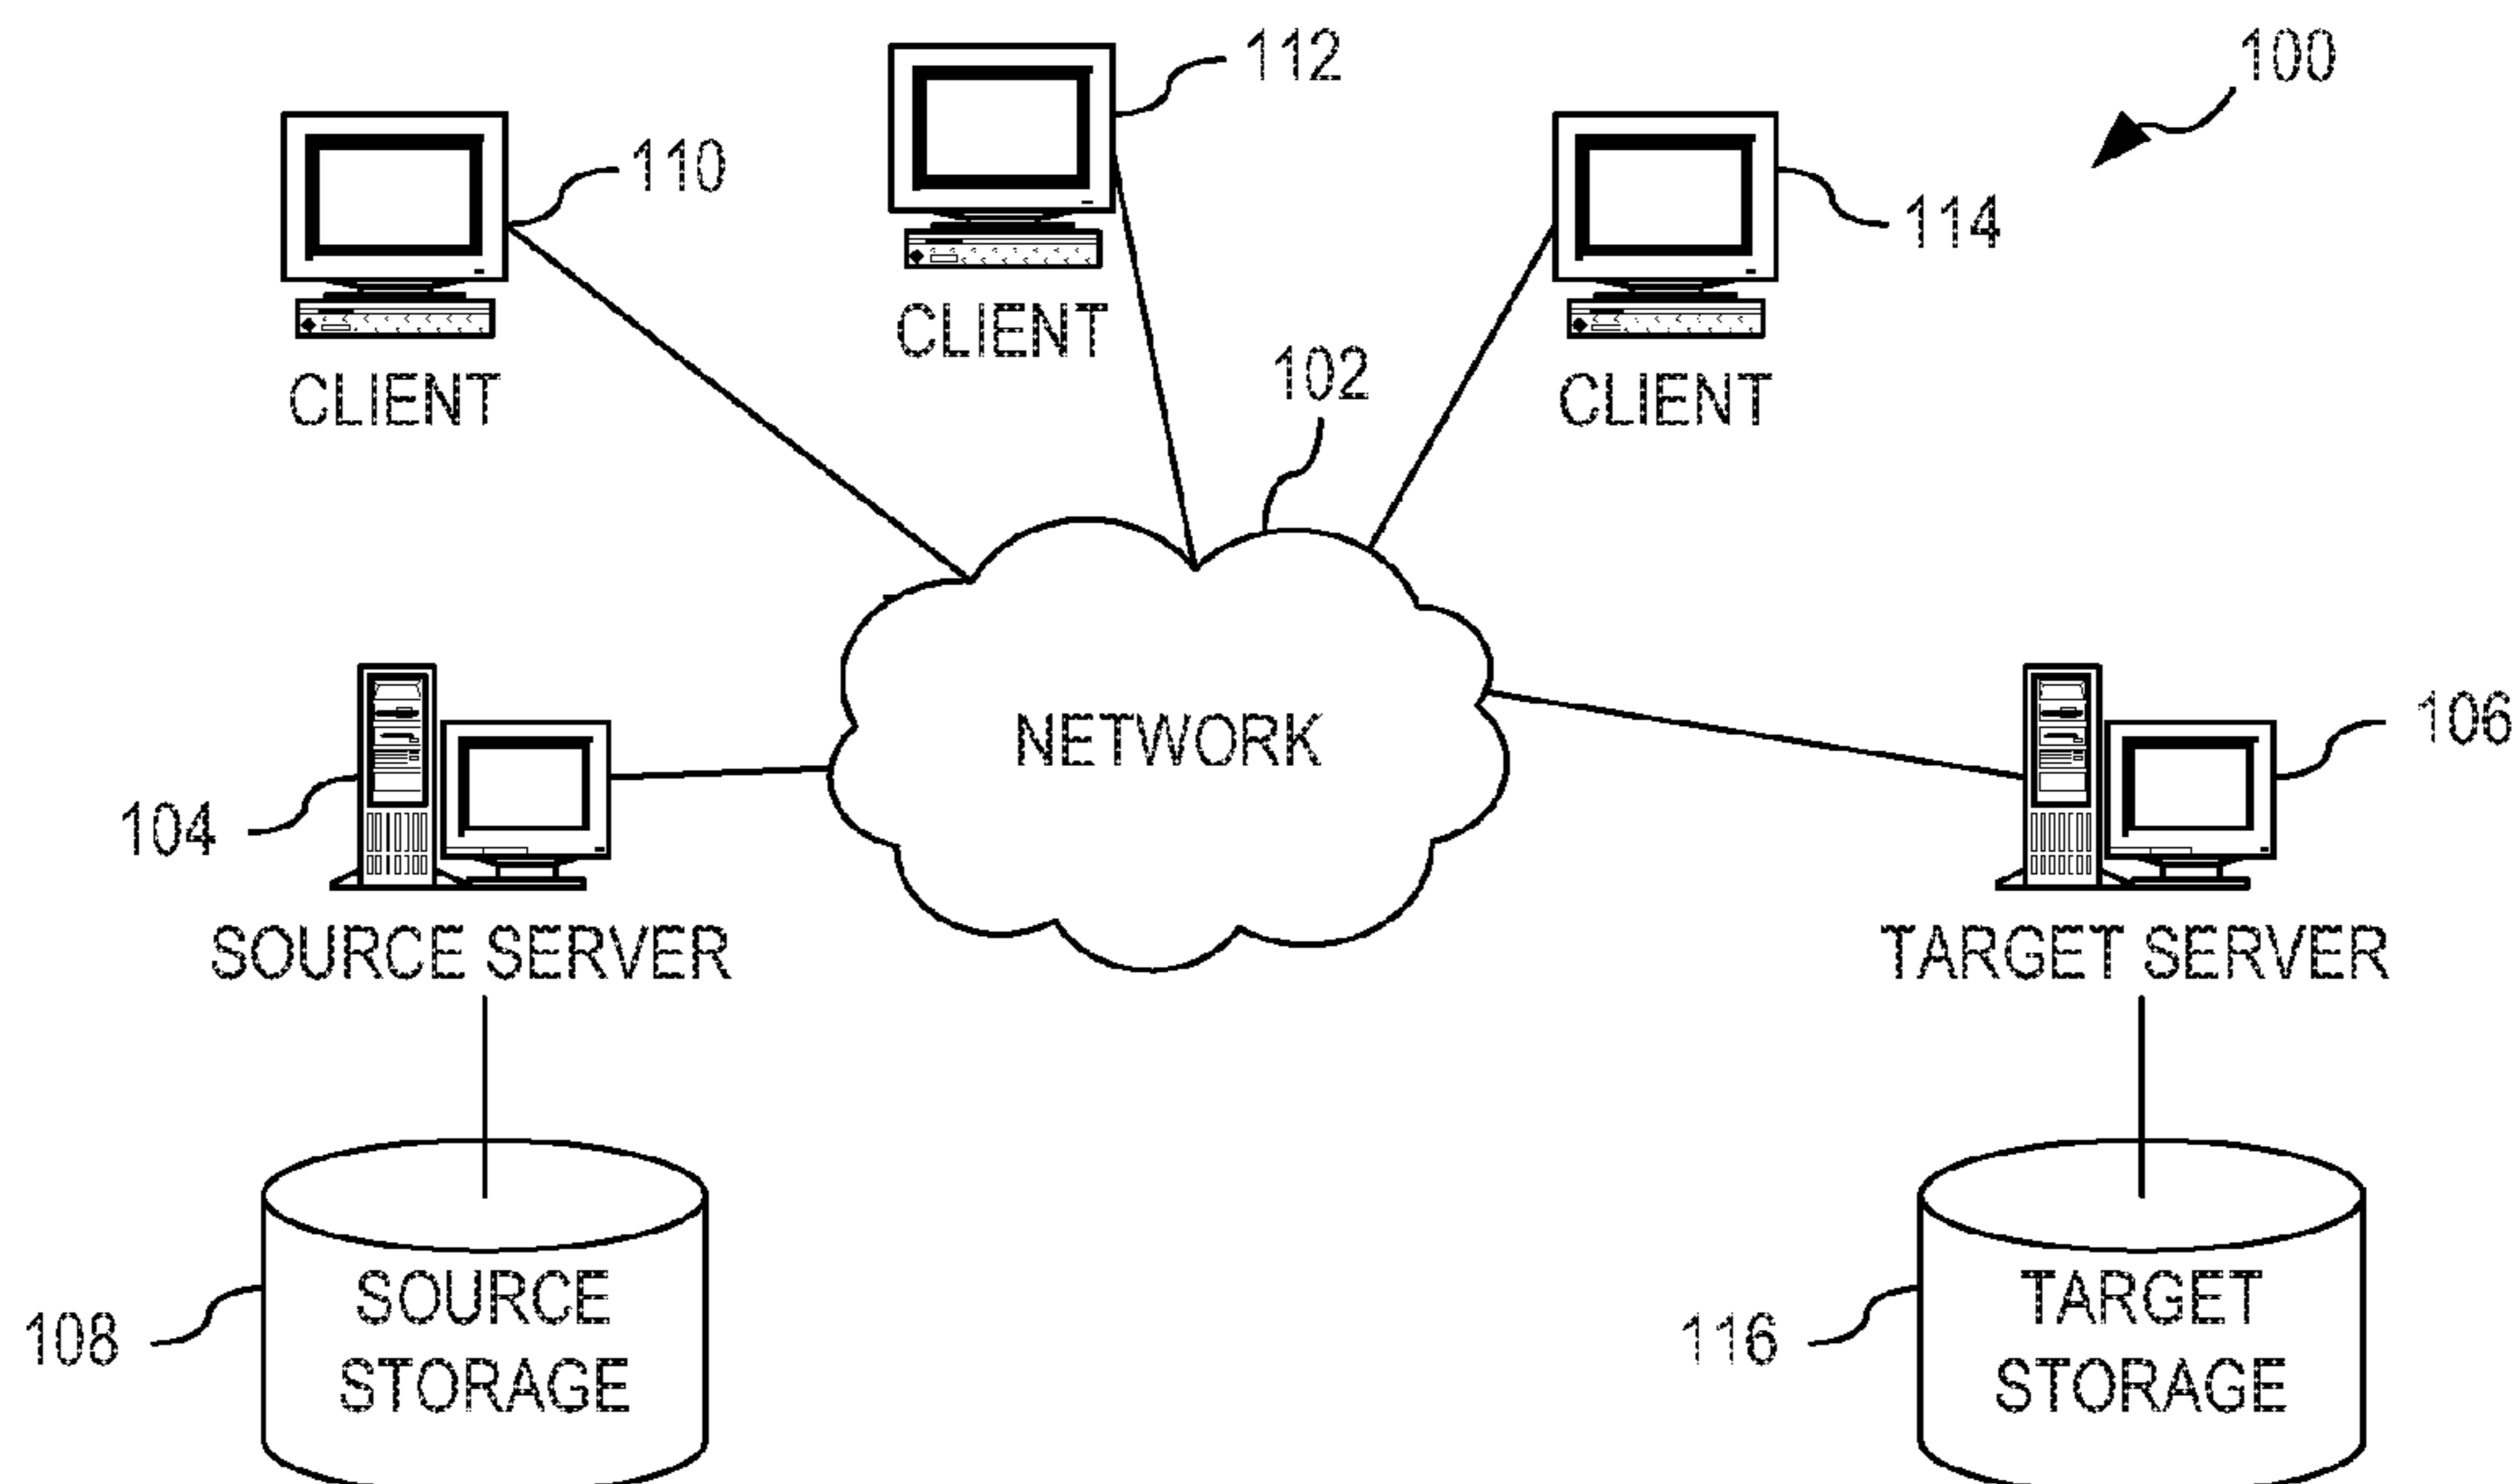 112
100
110
114
CLIENT
102
CLIENT
CLIENT
NETWORK
106
104
SOURCE SERVER
TARGET SERVER
SOURCE
STORAGE
108
TARGET
STORAGE
116